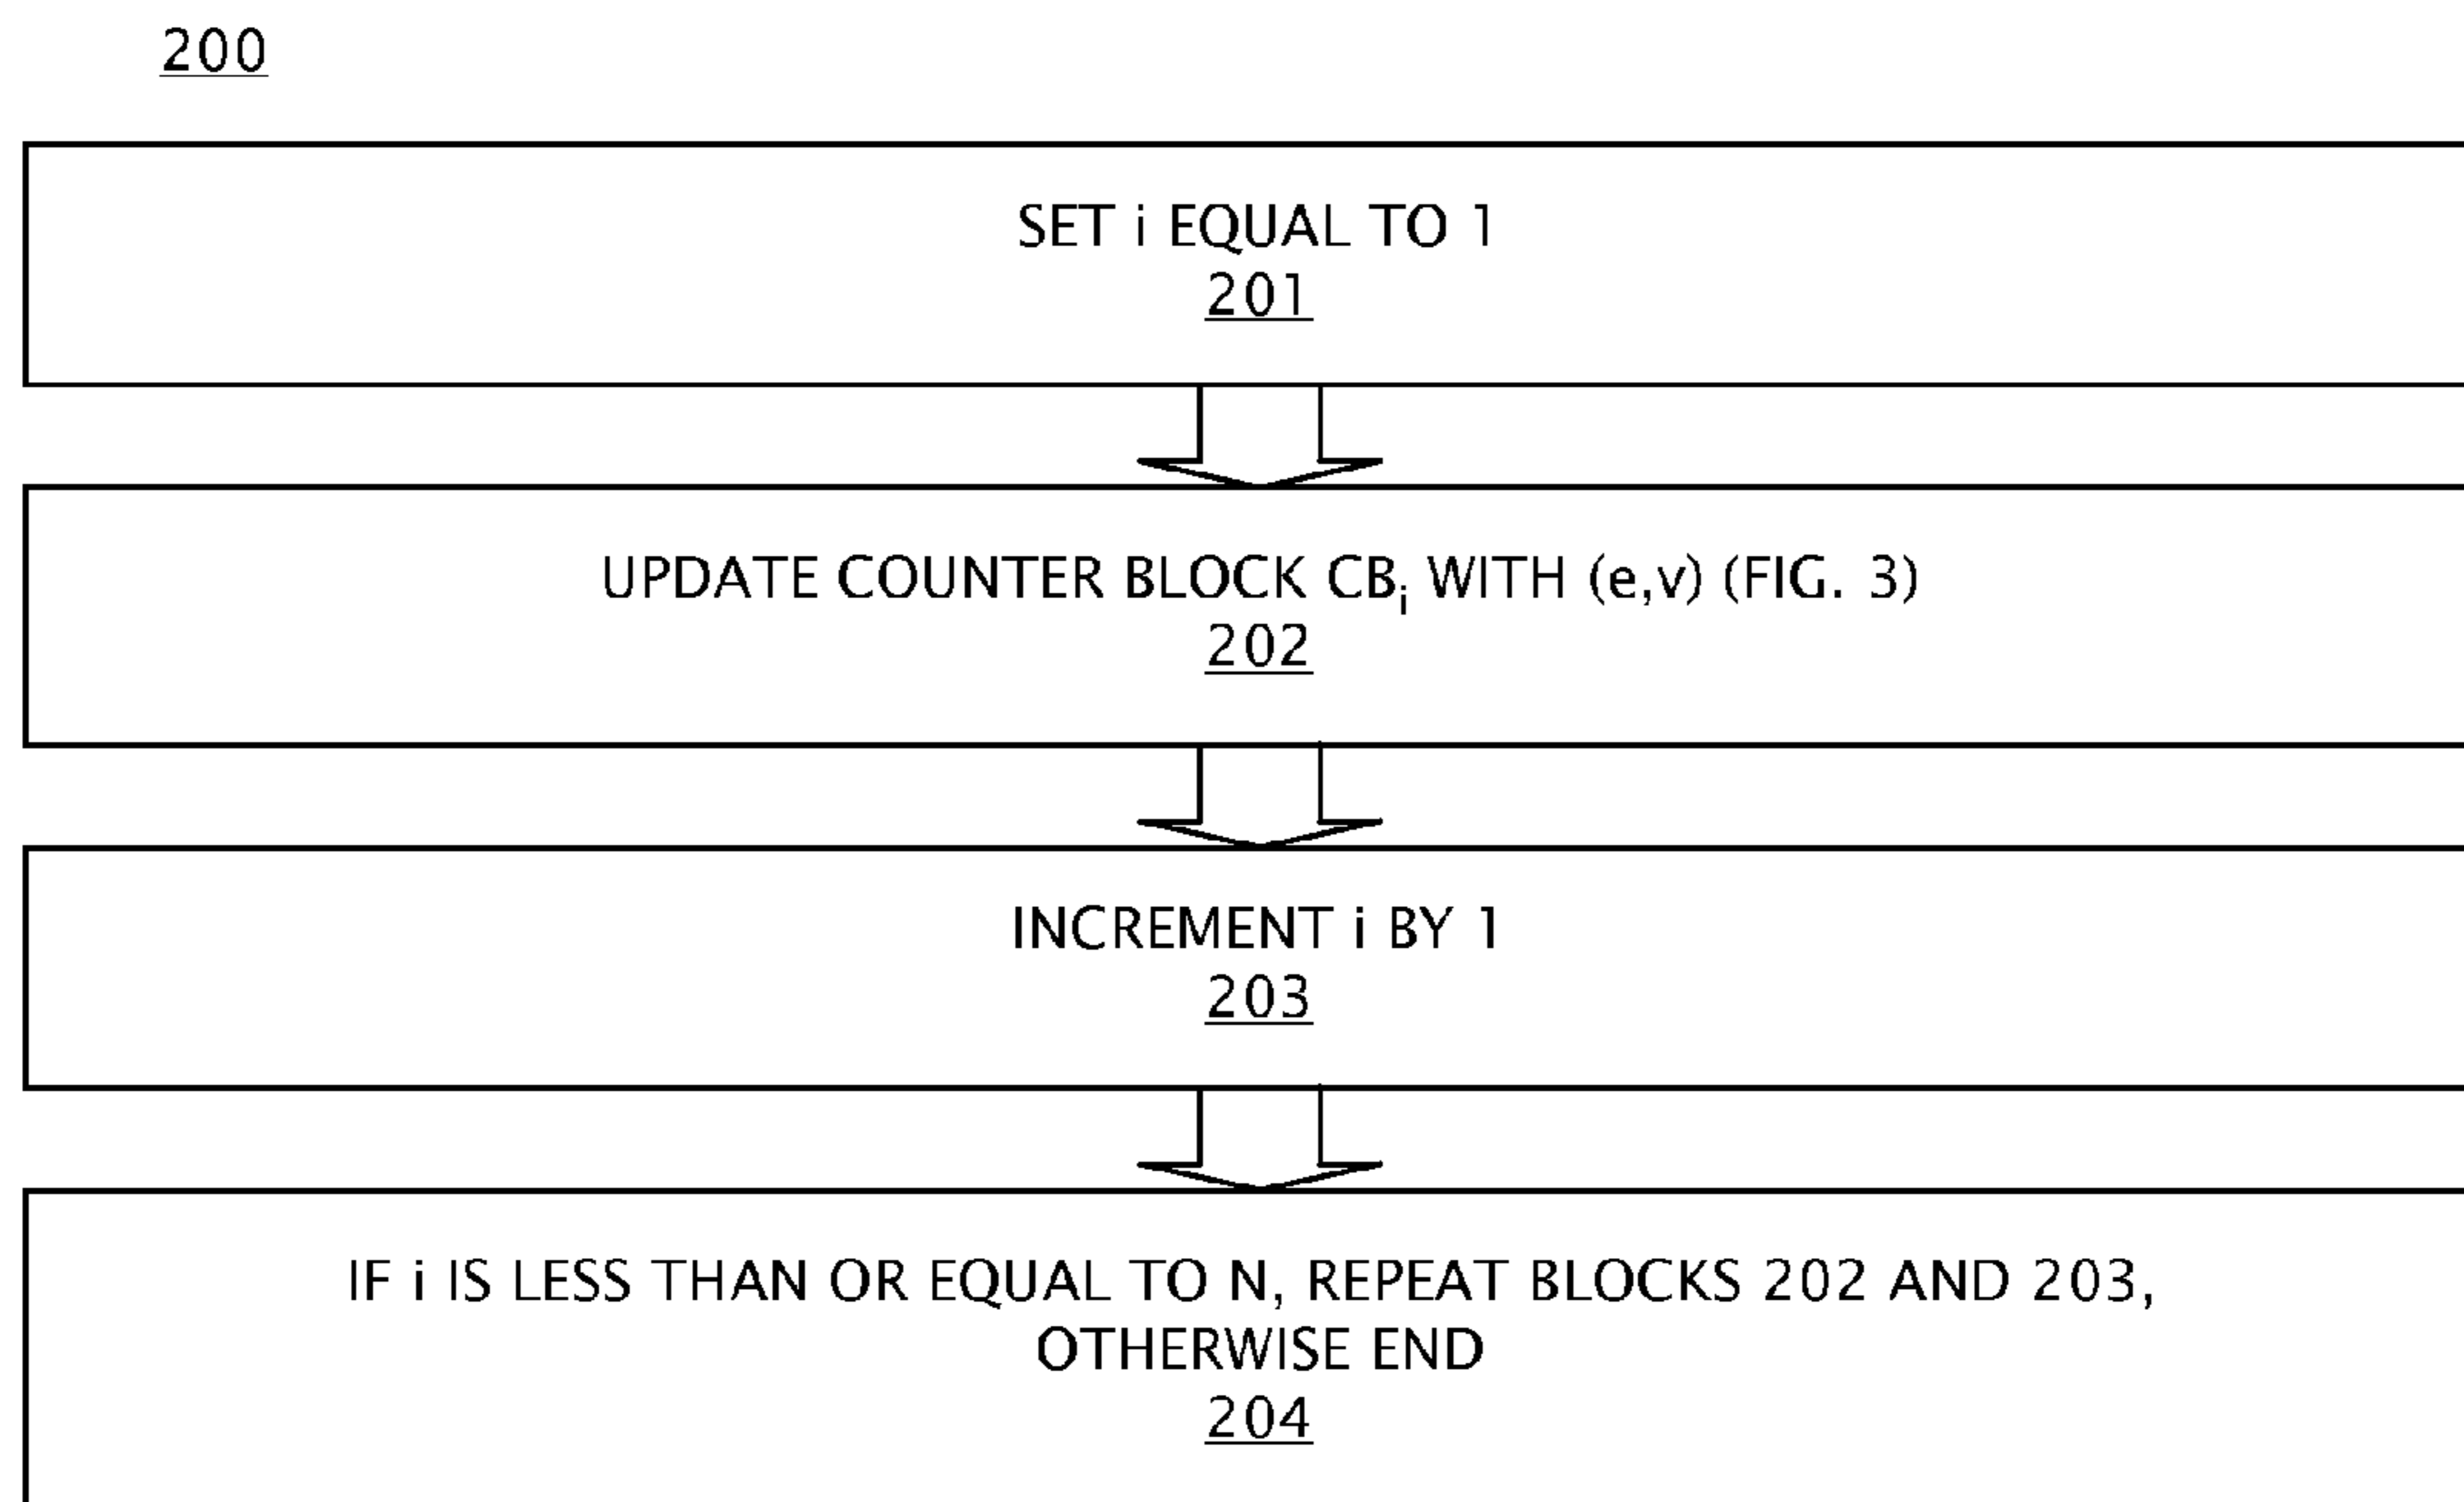 200
SET i EQUAL TO 1
201
UPDATE COUNTER BLOCK CBi WITH (e,v) (FIG. 3)
202
INCREMENT i BY 1
203
IF i IS LESS THAN OR EQUAL TO N, REPEAT BLOCKS 202 AND 203,
OTHERWISE END
204